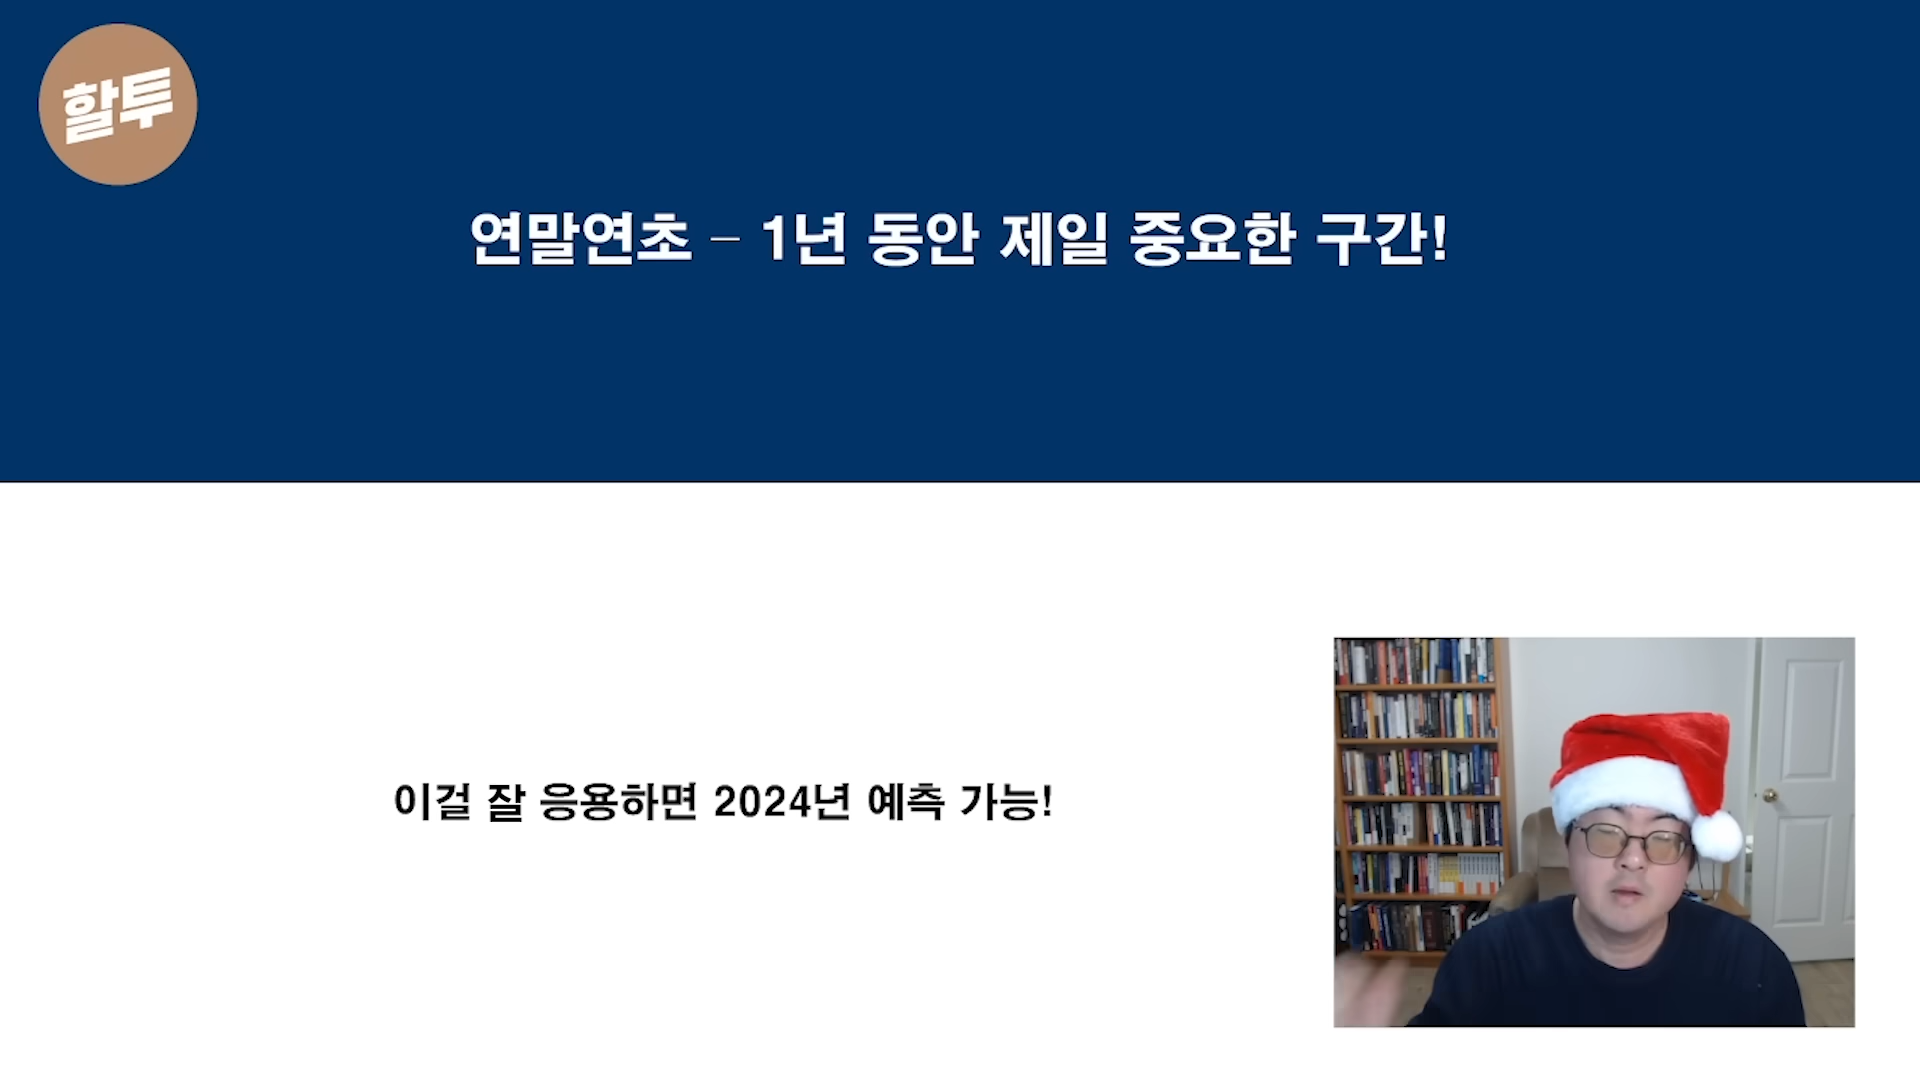 할투
연말연초 – 1년 동안 제일 중요한 구간!
이걸 잘 응용하면 2024년 예측 가능!